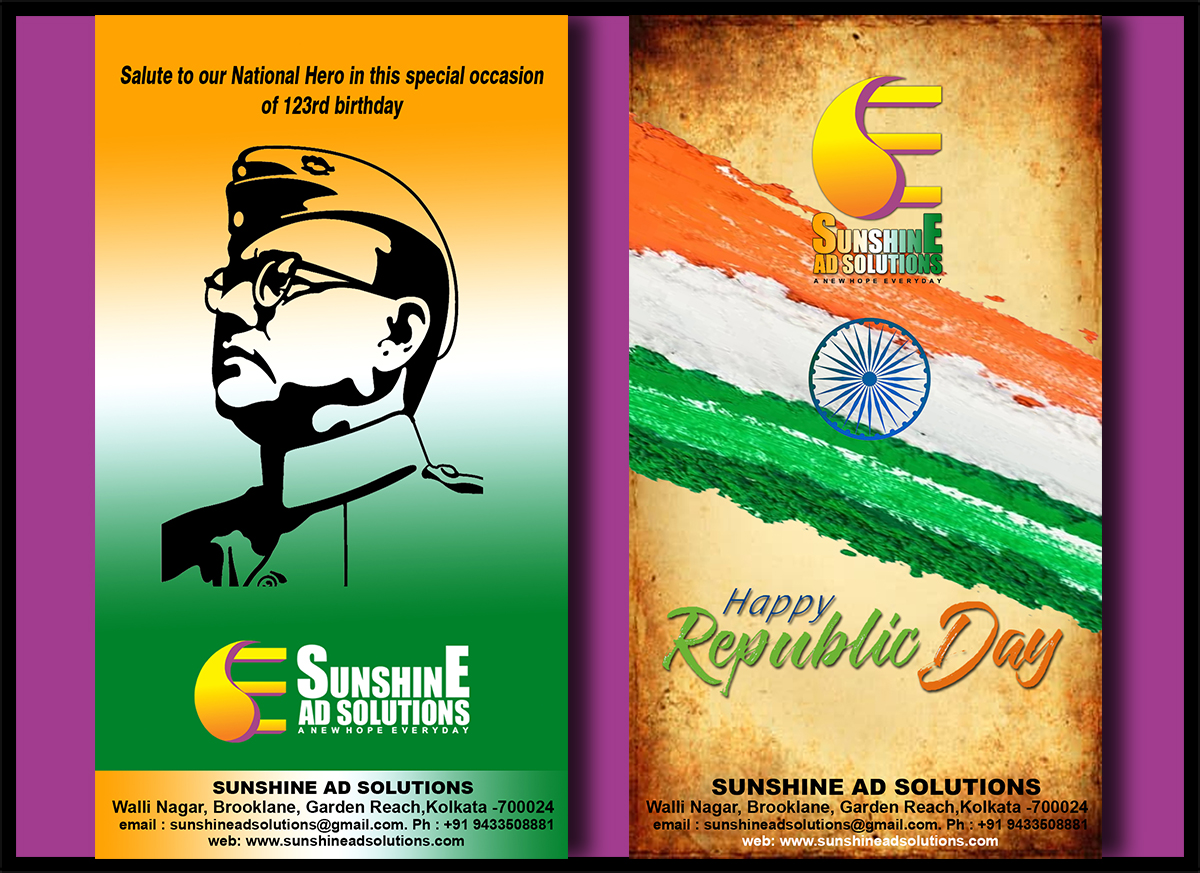 Salute to our National Hero in this special occasion
of 123rd birthday
SUNSHINE
AD SOLUTIONS
A NEW HOPE EVERYDAY
SUNSHINE AD SOLUTIONS
Walli Nagar, Brooklane, Garden Reach,Kolkata -700024
email : sunshineadsolutions@gmail.com. Ph : +91 9433508881
web: www.sunshineadsolutions.com
SUNSHINE
AD SOLUTIONS
A NEW HOPE EVERYDAY
Happy
Republic Day
SUNSHINE AD SOLUTIONS
Walli Nagar, Brooklane, Garden Reach,Kolkata -700024
email : sunshineadsolutions@gmail.com. Ph : +91 9433508881
web: www.sunshineadsolutions.com